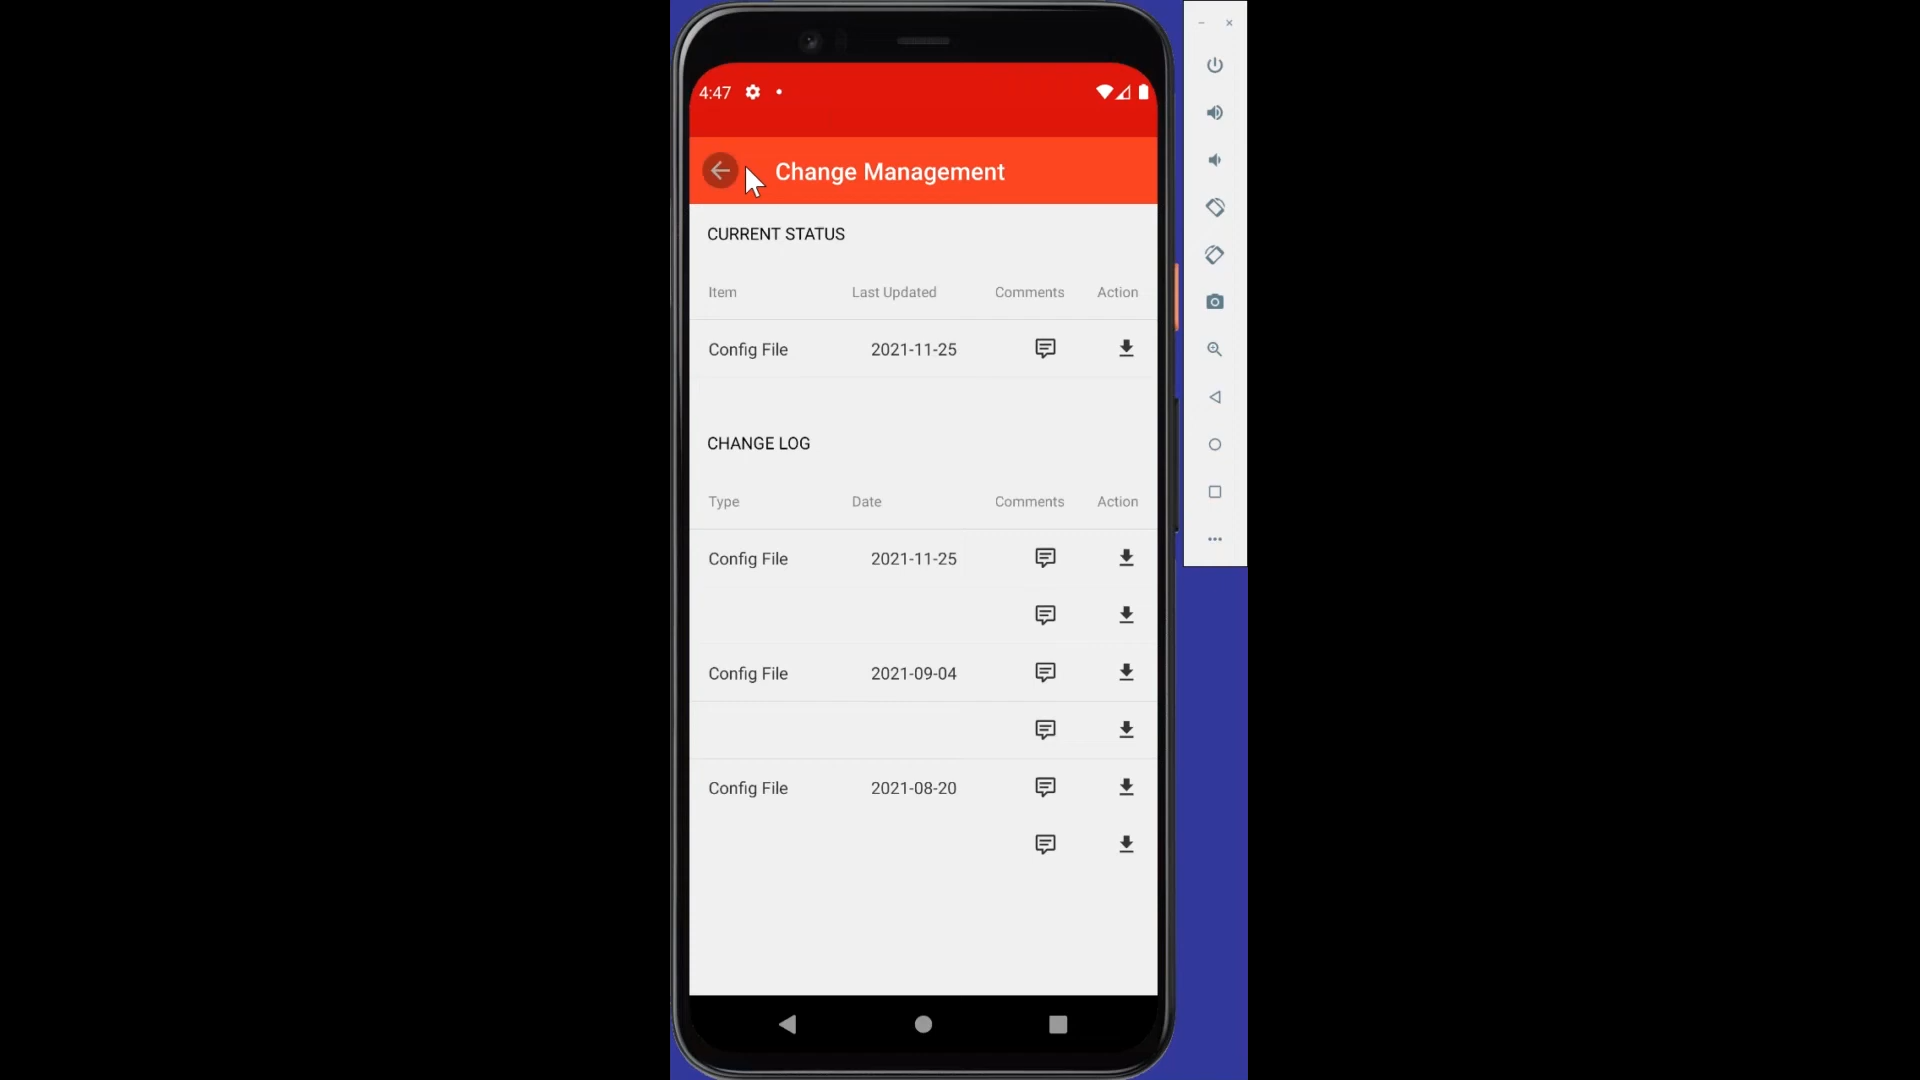 4:47
Change Management
CURRENT STATUS
Item Last Updated Comments Action
Config File 2021-11-25
CHANGE LOG
Type Date Comments Action
Config File 2021-11-25
Config File 2021-09-04
Config File 2021-08-20